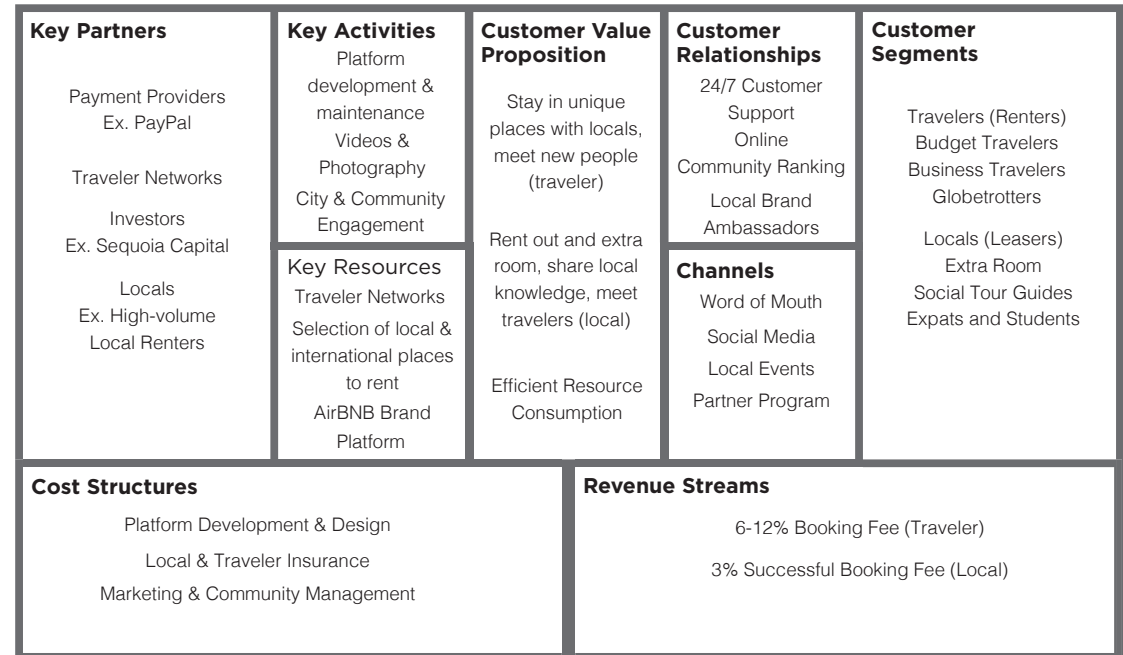 Key Partners
Payment Providers
Ex. PayPal
Traveler Networks
Investors
Ex. Sequoia Capital
Locals
Ex. High-volume
Local Renters
Key Activities
Platform
development &
maintenance
Videos &
Photography
City & Community
Engagement
Key Resources
Traveler Networks
Selection of local &
international places
to rent
AirBNB Brand
Platform
Customer Value
Proposition
Stay in unique
places with locals,
meet new people
(traveler)
Rent out and extra
room, share local
knowledge, meet
travelers (local)
Efficient Resource
Consumption
Customer
Relationships
24/7 Customer
Support
Online
Community Ranking
Local Brand
Ambassadors
Channels
Word of Mouth
Social Media
Local Events
Partner Program
Customer
Segments
Travelers (Renters)
Budget Travelers
Business Travelers
Globetrotters
Locals (Leasers)
Extra Room
Social Tour Guides
Expats and Students
Cost Structures
Platform Development & Design
Local & Traveler Insurance
Marketing & Community Management
Revenue Streams
6-12% Booking Fee (Traveler)
3% Successful Booking Fee (Local)